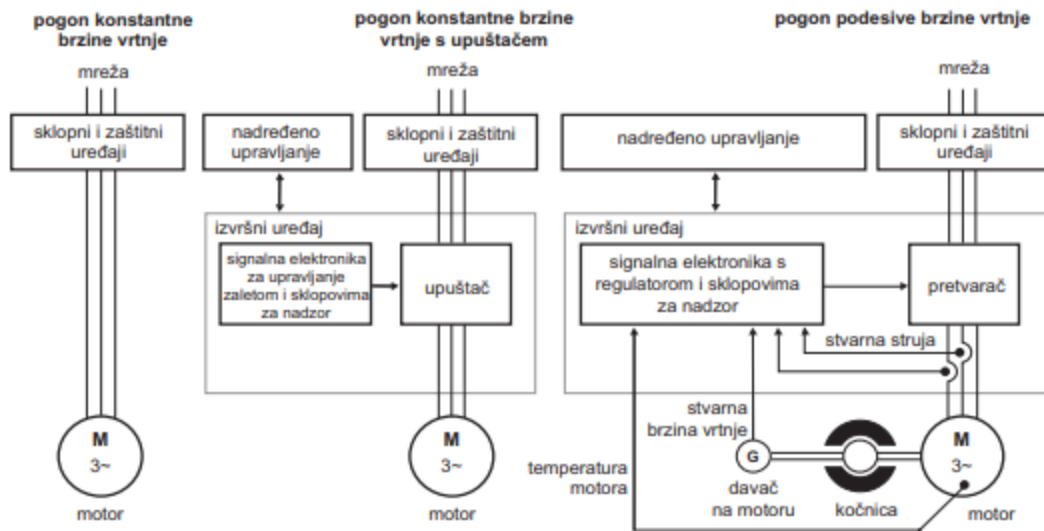 pogon konstantne
brzine vrtnje
mreža
sklopni i zaštitni
uređaji
M
3~
motor
pogon konstantne brzine
vrtnje s upuštačem
mreža
nadređeno
upravljanje
sklopni i zaštitni
uređaji
izvršni uređaj
signalna elektronika
za upravljanje
zaletom i sklopovima
za nadzor
upuštač
M
3~
motor
pogon podesive brzine vrtnje
mreža
nadređeno upravljanje
sklopni i zaštitni
uređaji
izvršni uređaj
signalna elektronika s
regulatorom i sklopovima
za nadzor
pretvarač
stvarna struja
stvarna
brzina vrtnje
temperatura
motora
G
davač
na motoru
kočnica
M
3~
motor